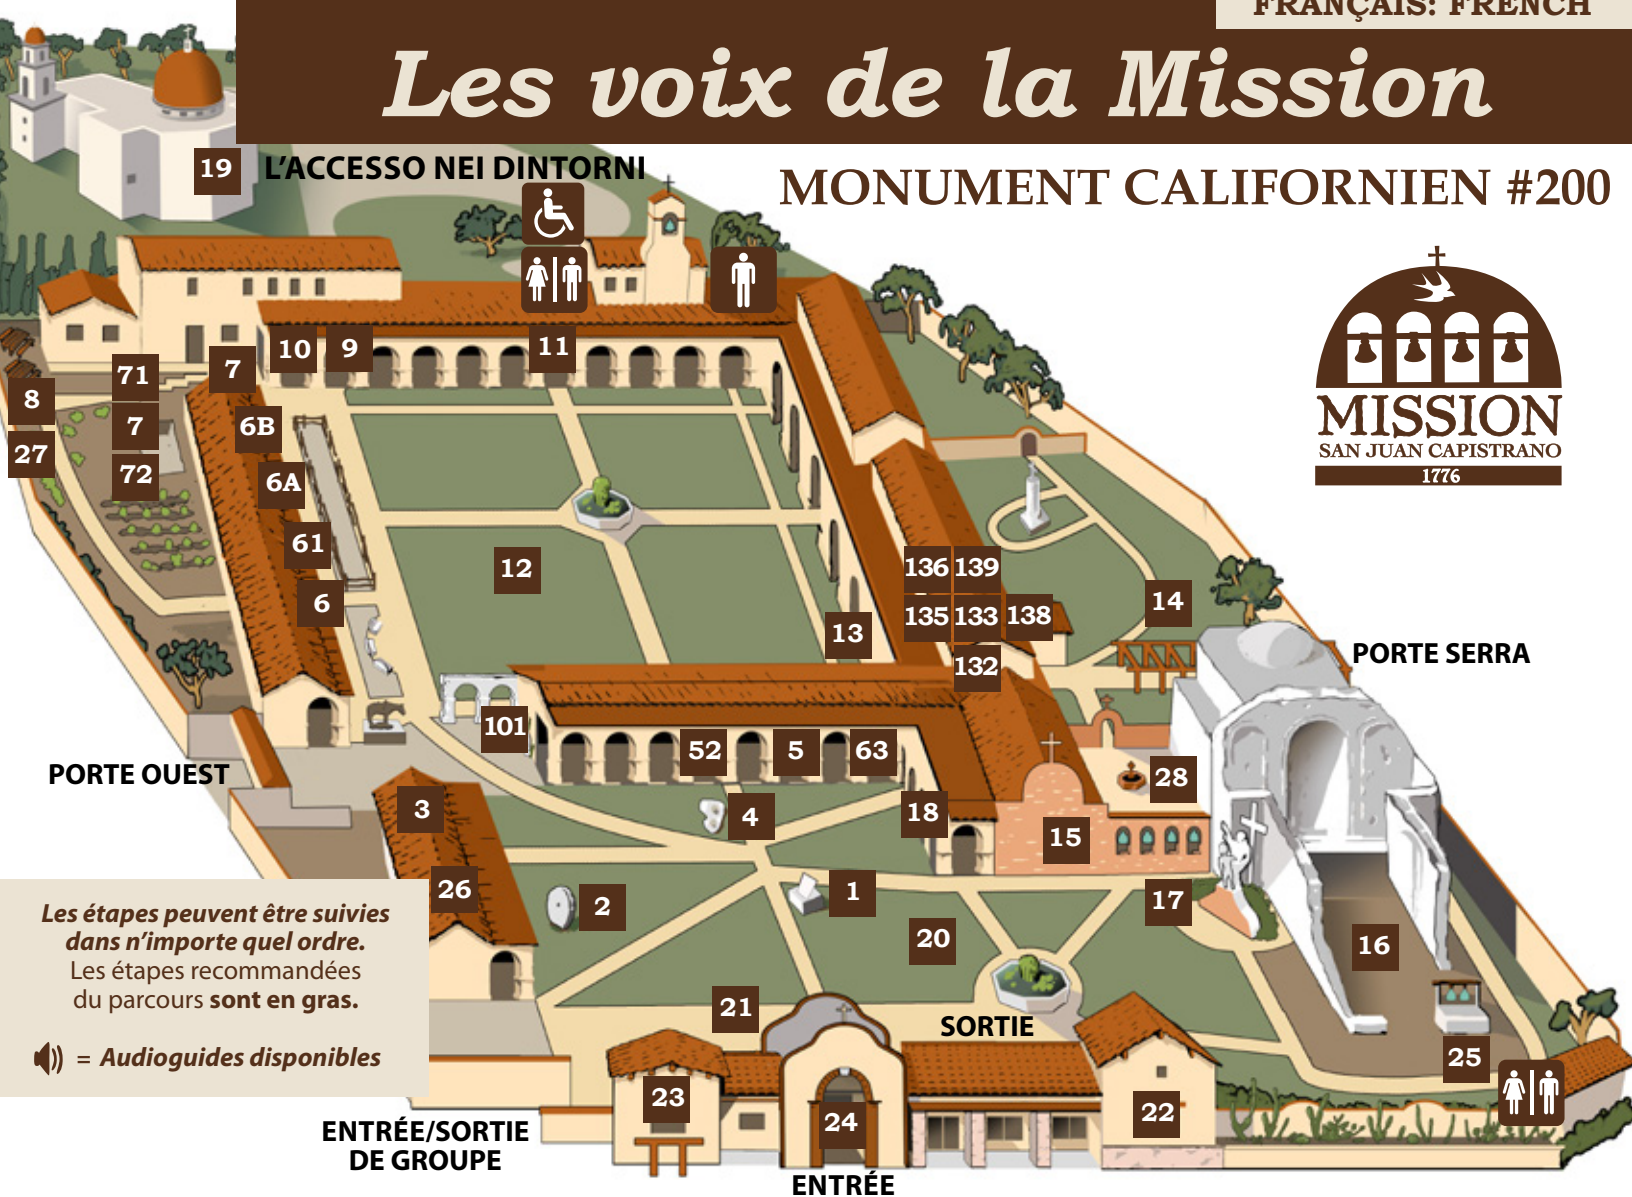 FRANÇAIS: FRENCH
Les voix de la Mission
19
L'ACCESSO NEI DINTORNI
MONUMENT CALIFORNIEN #200
MISSION
SAN JUAN CAPISTRANO
1776
10
9
11
7
71
8
6B
7
27
72
6A
61
12
136
139
6
14
135
133
138
13
PORTE SERRA
132
101
52
5
63
PORTE OUEST
28
3
4
18
15
26
1
2
17
20
16
Les étapes peuvent être suivies
dans n'importe quel ordre.
Les étapes recommandées
du parcours sont en gras.
= Audioguides disponibles
21
SORTIE
25
23
22
24
ENTRÉE/SORTIE
DE GROUPE
ENTRÉE